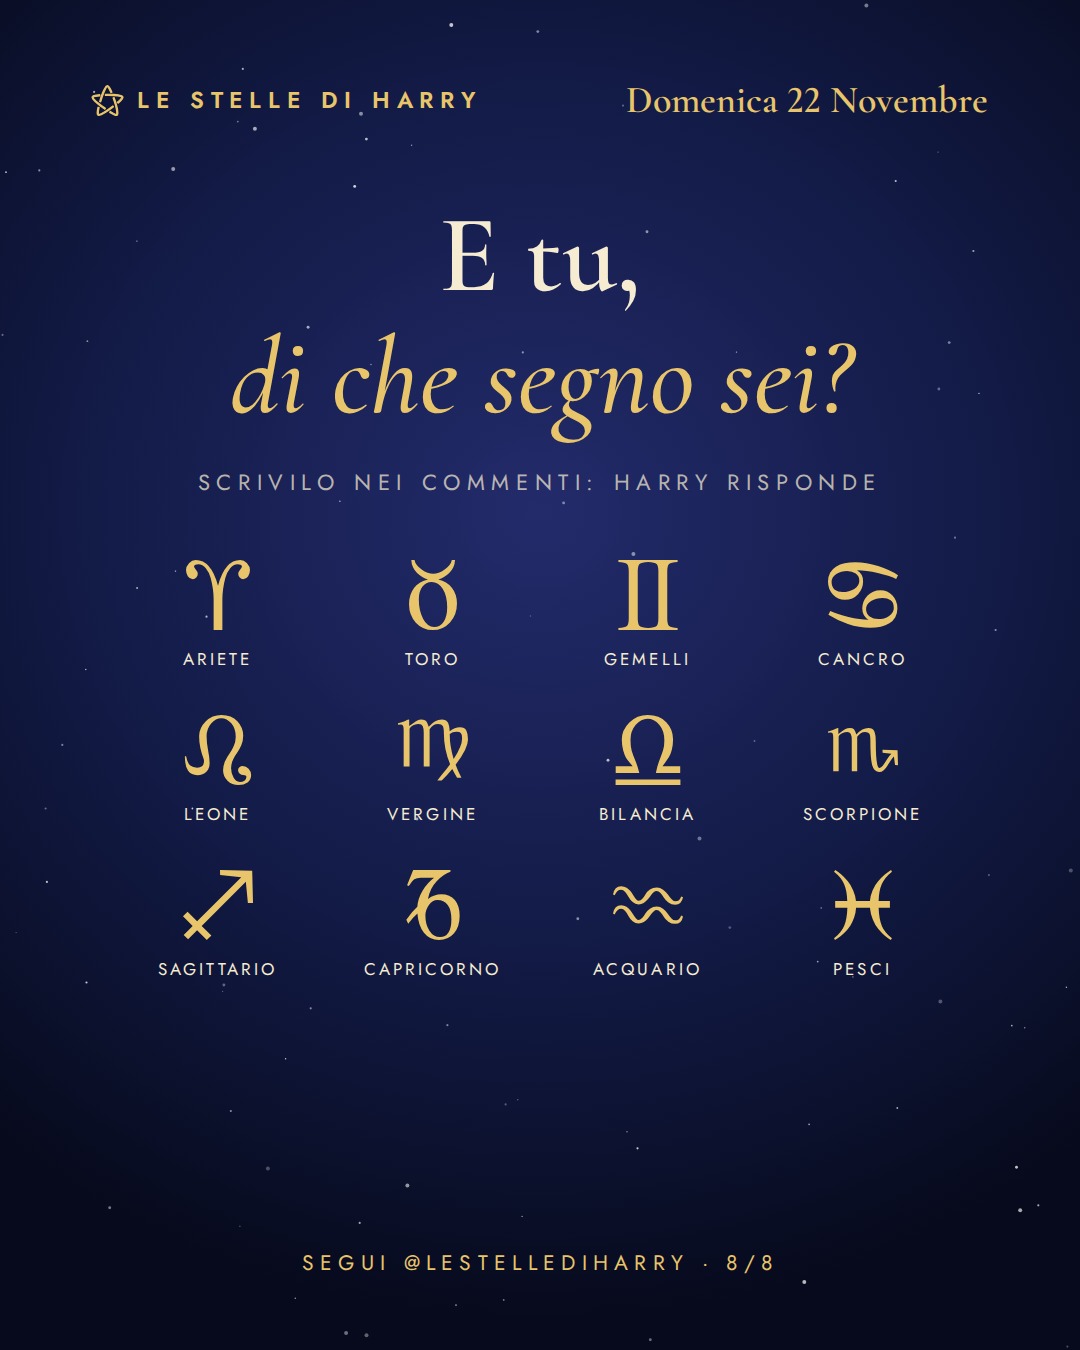 LE STELLE DI HARRY
Domenica 22 Novembre
E tu,
di che segno sei?
SCRIVILO NEI COMMENTI: HARRY RISPONDE
♈ ♉ ♊ ♋
ARIETE TORO GEMELLI CANCRO
♌ ♍ ♎ ♏
LEONE VERGINE BILANCIA SCORPIONE
♐ ♑ ♒ ♓
SAGITTARIO CAPRICORNO ACQUARIO PESCI
SEGUI @LESTELLEDIHARRY · 8/8